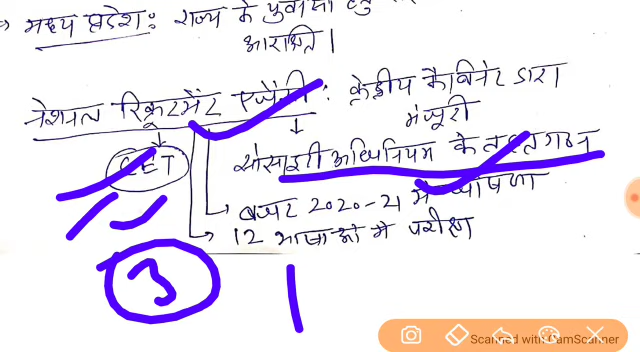 → मध्य प्रदेश: राज्य के
आरक्षित।
नेशनल रिक्रूटमेंट एजेंसी: केंद्रीय कैबिनेट द्वारा
मंजूरी
CET
सोसाइटी अधिनियम के तहत गठन
बजट 2020-21 में घोषणा
12 भाषाओं में परीक्षा
3
Scanned with CamScanner